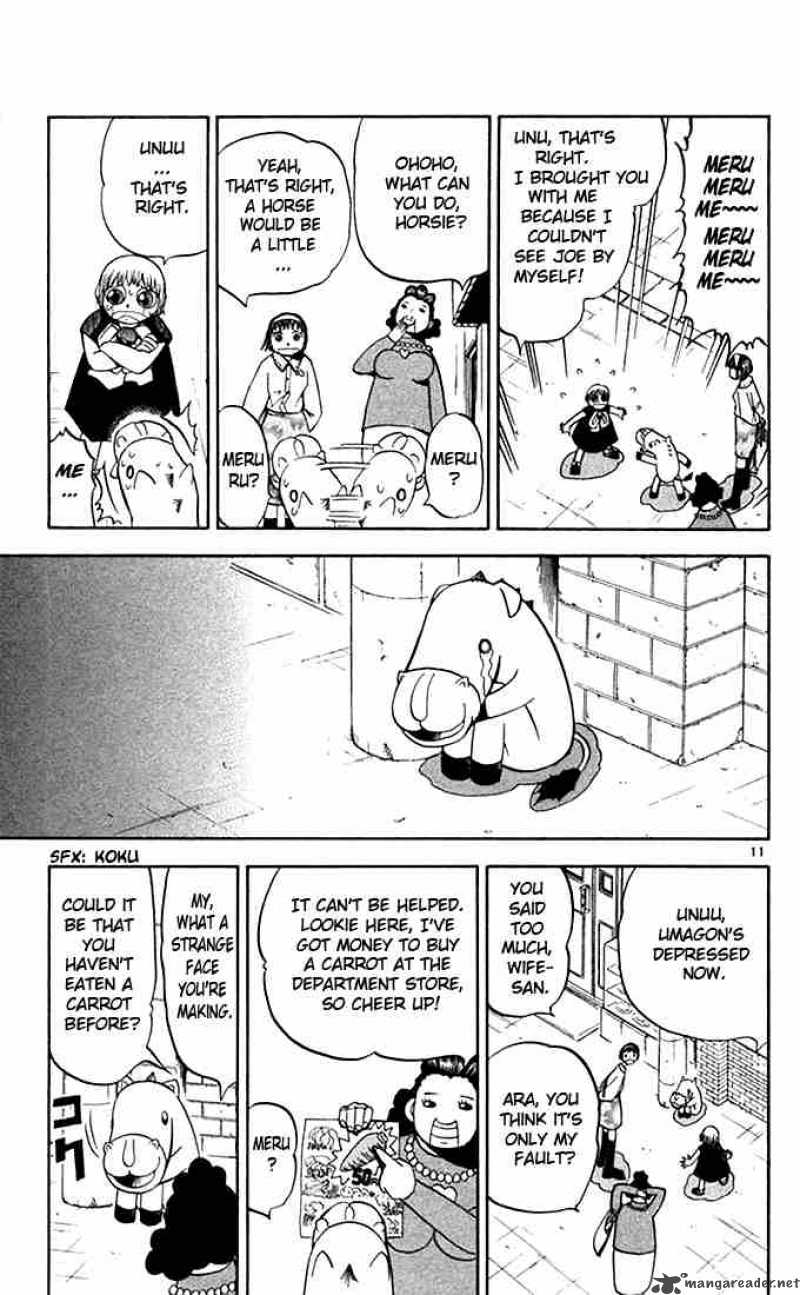 MERU
MERU
ME~~~~
MERU
MERU
ME~~~~
UNU, THAT'S
RIGHT.
I BROUGHT YOU
WITH ME
BECAUSE I
COULDN'T
SEE JOE BY
MYSELF!
OHOHO,
WHAT CAN
YOU DO,
HORSIE?
YEAH,
THAT'S RIGHT,
A HORSE
WOULD BE
A LITTLE
...
MERU
?
MERU
RU?
UNUU
...
THAT'S
RIGHT.
ME
...
11
SFX: KOKU
UNUU,
UMAGON'S
DEPRESSED
NOW.
YOU
SAID
TOO
MUCH,
WIFE-
SAN.
ARA, YOU
THINK IT'S
ONLY MY
FAULT?
IT CAN'T BE HELPED.
LOOKIE HERE, I'VE
GOT MONEY TO BUY
A CARROT AT THE
DEPARTMENT STORE,
SO CHEER UP!
MERU
?
50
MY,
WHAT A
STRANGE
FACE
YOU'RE
MAKING.
COULD IT
BE THAT
YOU
HAVEN'T
EATEN A
CARROT
BEFORE?
コク
mangareader.net